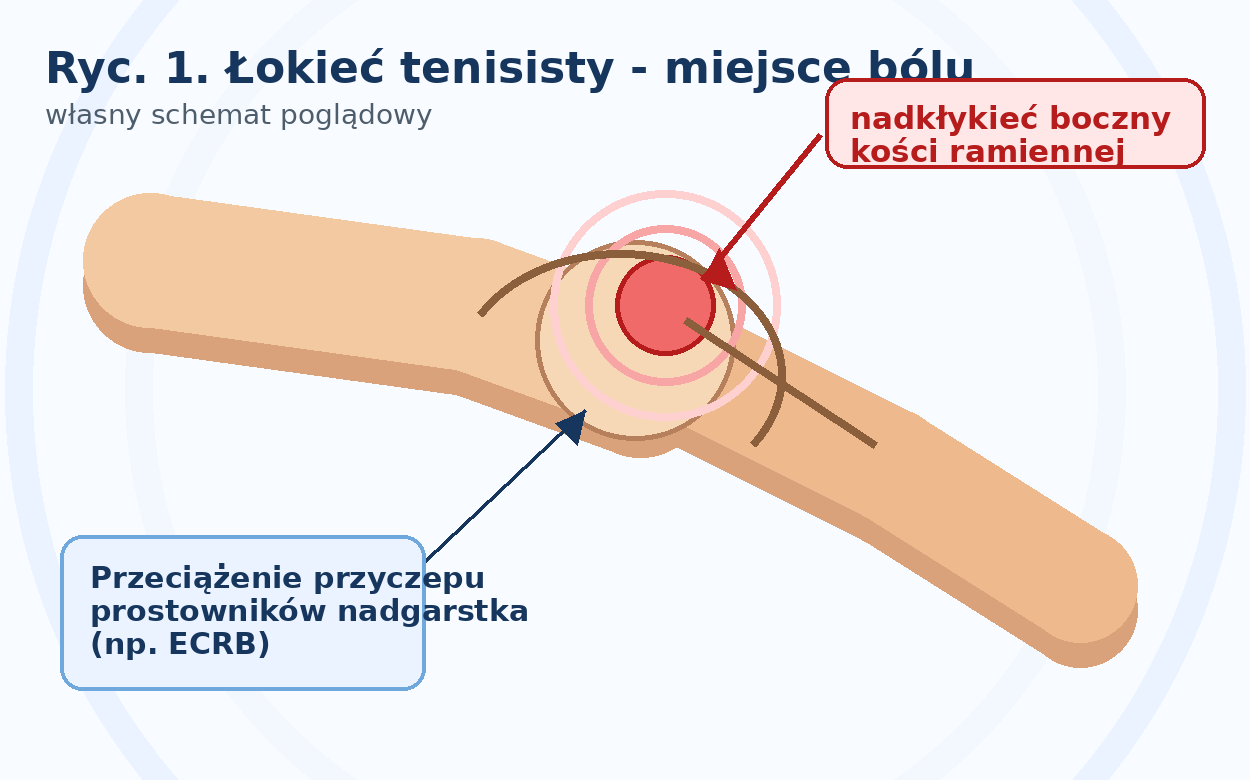 Ryc. 1. Łokieć tenisisty - miejsce bólu
własny schemat poglądowy
nadkłykieć boczny
kości ramiennej
Przeciążenie przyczepu
prostowników nadgarstka
(np. ECRB)